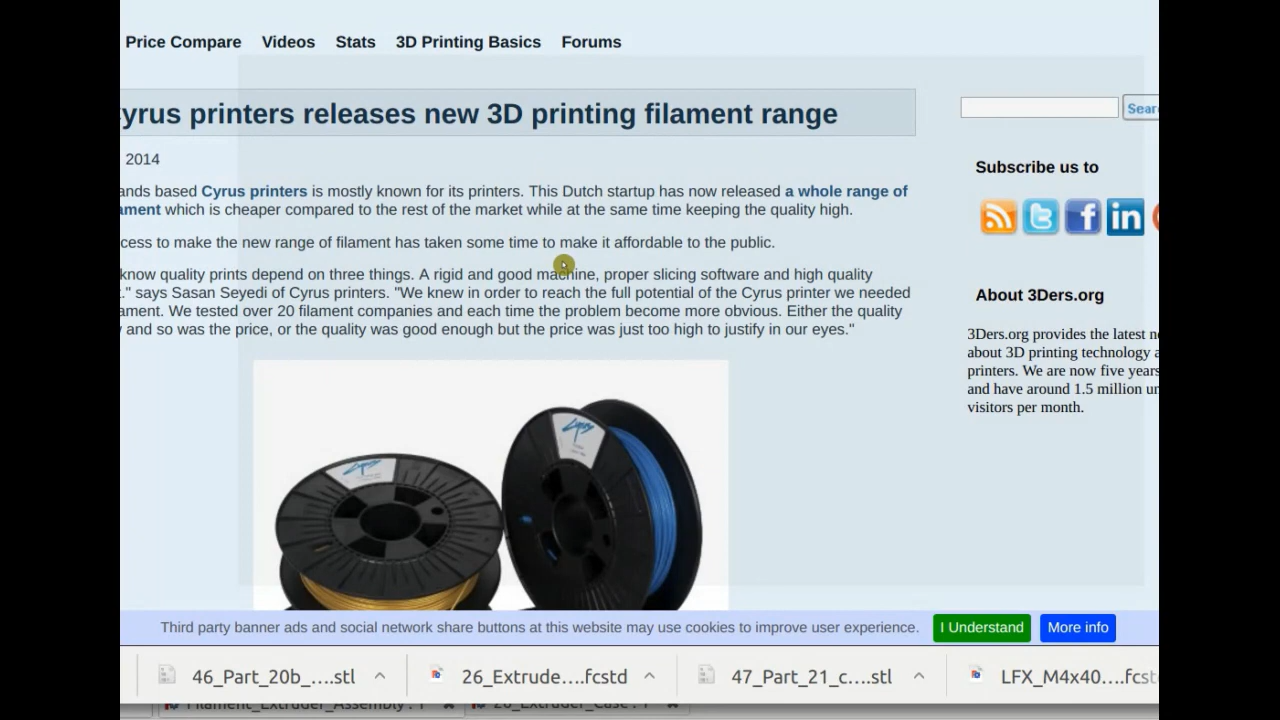 Price Compare Videos Stats 3D Printing Basics Forums
yrus printers releases new 3D printing filament range
Sear
2014
Subscribe us to
ands based Cyrus printers is mostly known for its printers. This Dutch startup has now released a whole range of
ament which is cheaper compared to the rest of the market while at the same time keeping the quality high.
cess to make the new range of filament has taken some time to make it affordable to the public.
know quality prints depend on three things. A rigid and good machine, proper slicing software and high quality
t." says Sasan Seyedi of Cyrus printers. "We knew in order to reach the full potential of the Cyrus printer we needed
ament. We tested over 20 filament companies and each time the problem become more obvious. Either the quality
y and so was the price, or the quality was good enough but the price was just too high to justify in our eyes."
About 3Ders.org
3Ders.org provides the latest n
about 3D printing technology a
printers. We are now five years
and have around 1.5 million un
visitors per month.
Third party banner ads and social network share buttons at this website may use cookies to improve user experience. I Understand More info
46_Part_20b_....stl 26_Extrude....fcstd 47_Part_21_c....stl LFX_M4x40....fcst
Filament_Extruder_Assembly : 1 26_Extruder_Case : 1